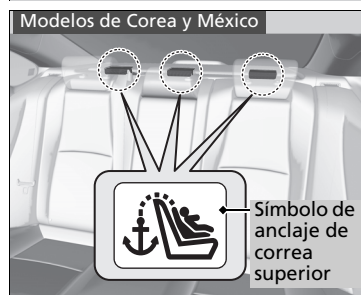 Modelos de Corea y México
Símbolo de
anclaje de
correa
superior